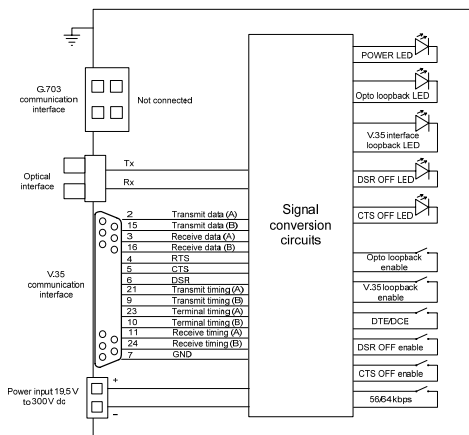 G.703
communication
interface
Not connected
Optical
interface
Tx
Rx
V.35
communication
interface
2 Transmit data (A)
15 Transmit data (B)
3 Receive data (A)
16 Receive data (B)
4 RTS
5 CTS
6 DSR
21 Transmit timing (A)
9 Transmit timing (B)
23 Terminal timing (A)
10 Terminal timing (B)
11 Receive timing (A)
24 Receive timing (B)
7 GND
Power input 19,5 V
to 300 V dc
+
–
Signal
conversion
circuits
POWER LED
Opto loopback LED
V.35 interface
loopback LED
DSR OFF LED
CTS OFF LED
Opto loopback
enable
V.35 loopback
enable
DTE/DCE
DSR OFF enable
CTS OFF enable
56/64 kbps